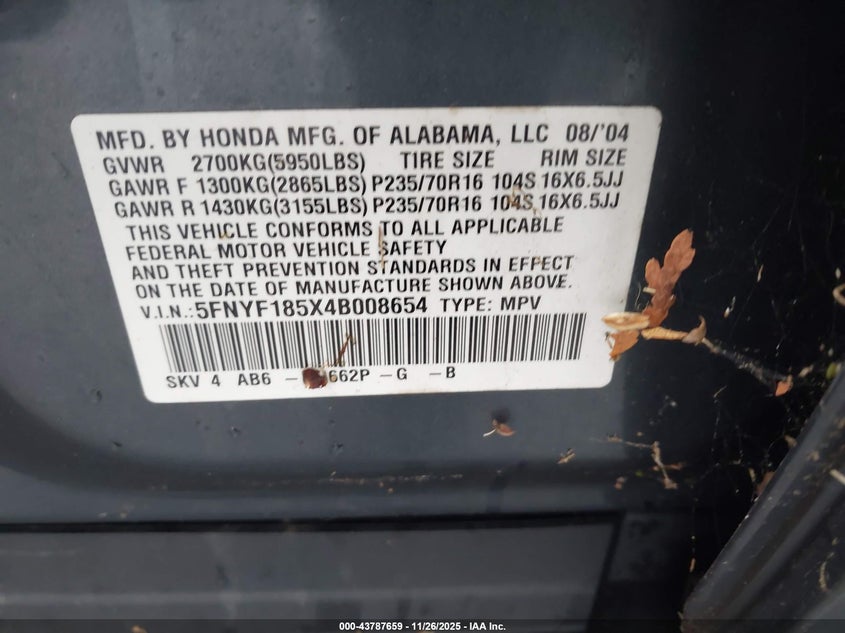 MFD. BY HONDA MFG. OF ALABAMA, LLC 08/'04
GVWR 2700KG(5950LBS) TIRE SIZE RIM SIZE
GAWR F 1300KG(2865LBS) P235/70R16 104S 16X6.5JJ
GAWR R 1430KG(3155LBS) P235/70R16 104S 16X6.5JJ
THIS VEHICLE CONFORMS TO ALL APPLICABLE
FEDERAL MOTOR VEHICLE SAFETY
AND THEFT PREVENTION STANDARDS IN EFFECT
ON THE DATE OF MANUFACTURE SHOWN ABOVE.
V.I.N.:5FNYF185X4B008654 TYPE: MPV
SKV 4 AB6 - 662P -G -B
000-43787659 - 11/26/2025 - IAA Inc.